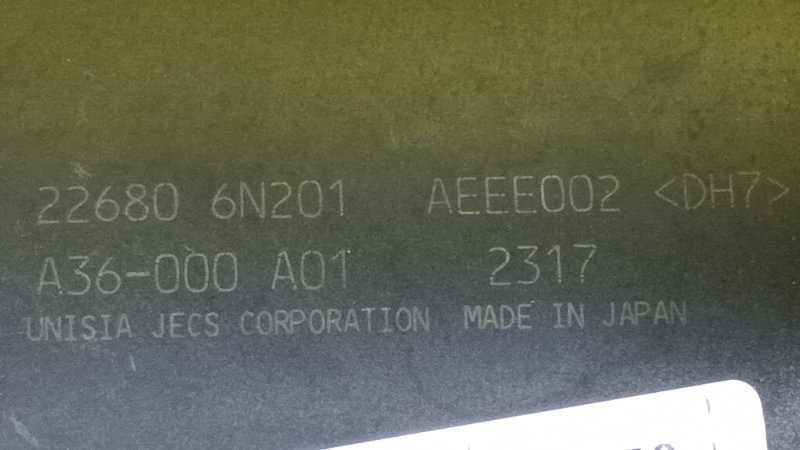 22680 6N201 AEEE002 <DH7>
A36-000 A01 2317
UNISIA JECS CORPORATION MADE IN JAPAN